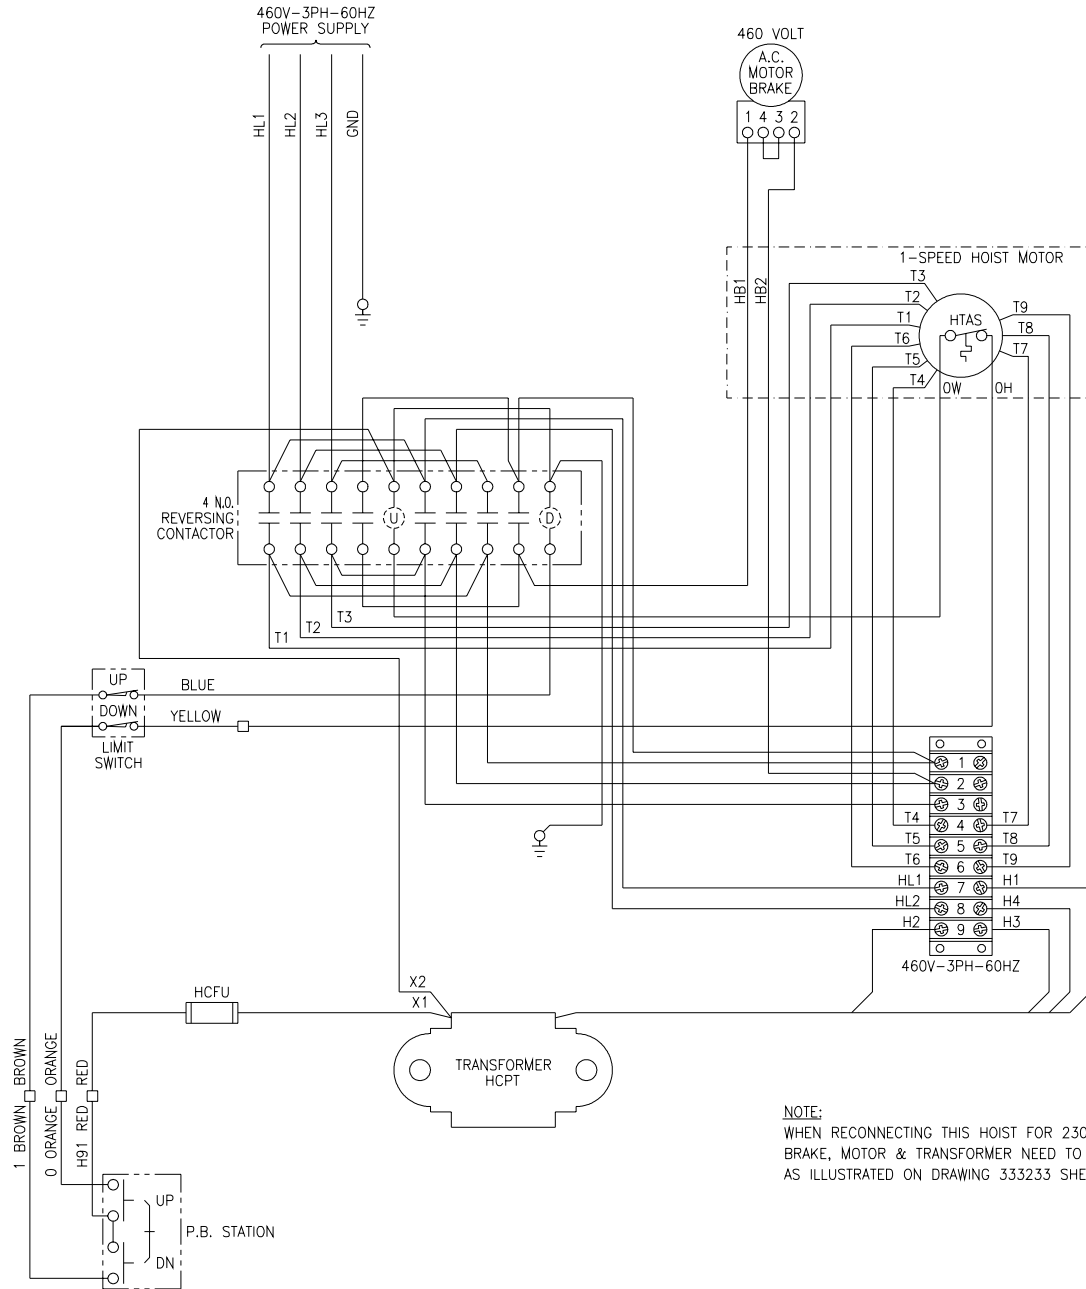 460V-3PH-60HZ
POWER SUPPLY
HL1
HL2
HL3
GND
460 VOLT
A.C.
MOTOR
BRAKE
1 4 3 2
HB1
HB2
1-SPEED HOIST MOTOR
T3
T2
T1
T6
T5
T4
HTAS
T9
T8
T7
OW
OH
4 N.O.
REVERSING
CONTACTOR
U
D
T1
T2
T3
UP
DOWN
LIMIT
SWITCH
BLUE
YELLOW
1
2
3
T4 4 T7
T5 5 T8
T6 6 T9
HL1 7 H1
HL2 8 H4
H2 9 H3
460V-3PH-60HZ
HCFU
X2
X1
TRANSFORMER
HCPT
BROWN
ORANGE
RED
1 BROWN
O ORANGE
H91 RED
UP
DN
P.B. STATION
NOTE:
WHEN RECONNECTING THIS HOIST FOR 230
BRAKE, MOTOR & TRANSFORMER NEED TO
AS ILLUSTRATED ON DRAWING 333233 SHE